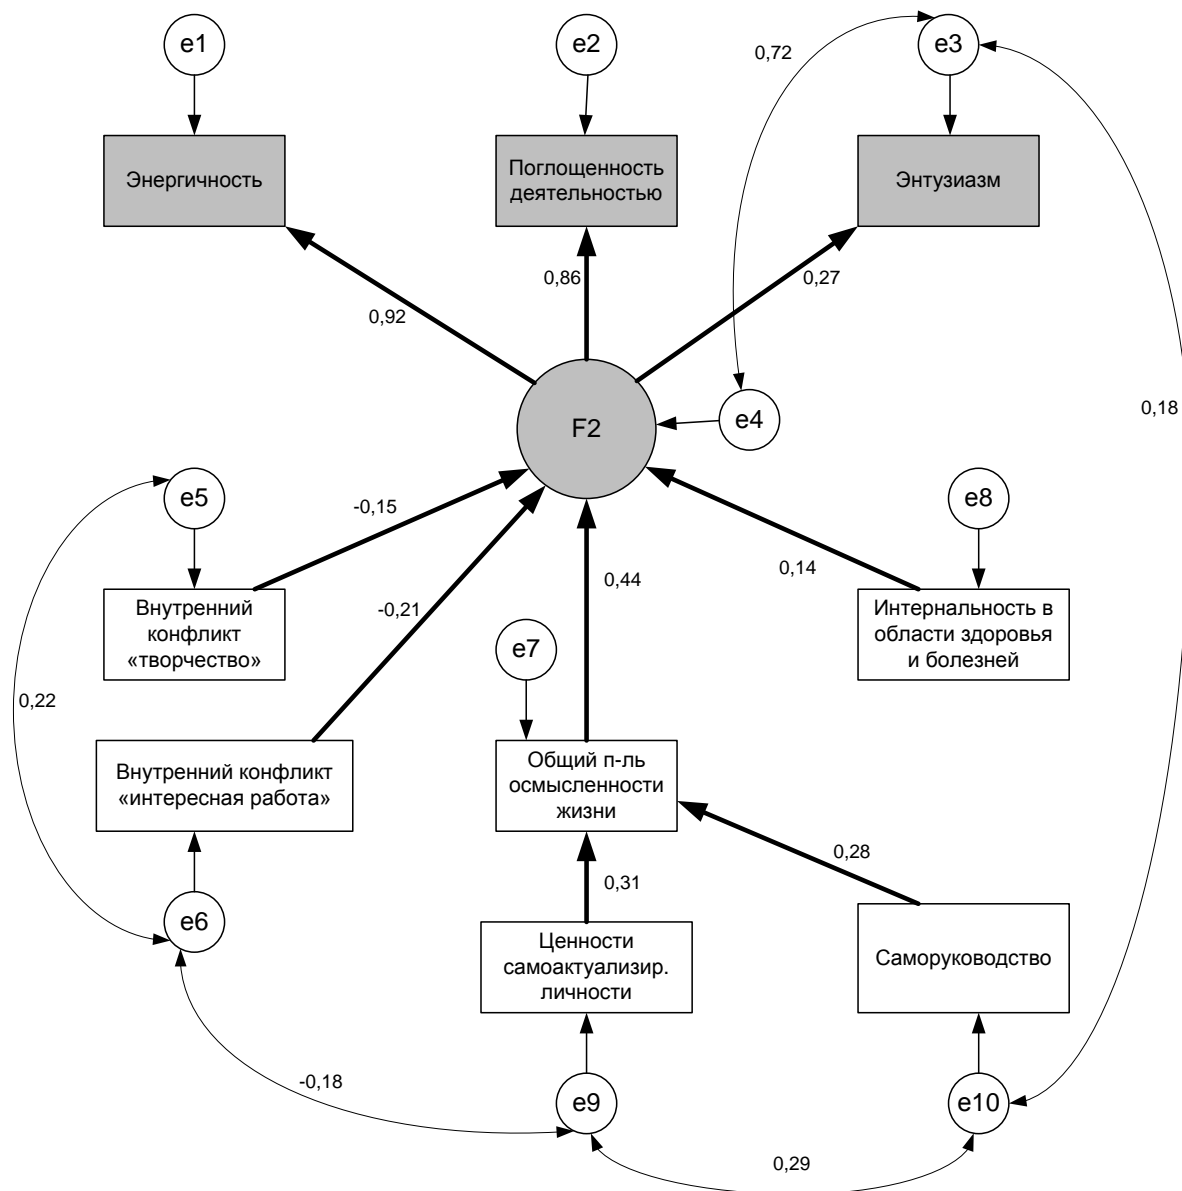 e1
e2
e3
0,72
Энергичность
Поглощенность
деятельностью
Энтузиазм
0,92
0,86
0,27
0,18
F2
e4
e5
-0,15
e8
-0,21
0,44
0,14
Внутренний
конфликт
«творчество»
e7
Интернальность в
области здоровья
и болезней
0,22
Внутренний конфликт
«интересная работа»
Общий п-ль
осмысленности
жизни
0,28
0,31
e6
Ценности
самоактуализир.
личности
Саморуководство
-0,18
e9
e10
0,29